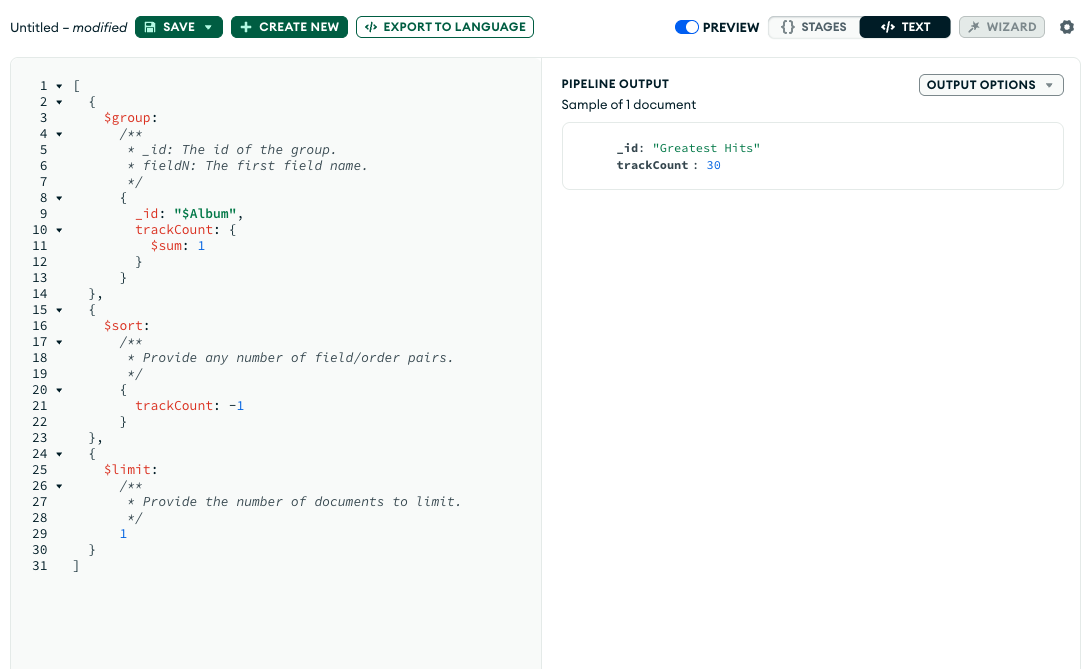 Untitled – modified SAVE CREATE NEW EXPORT TO LANGUAGE PREVIEW STAGES TEXT WIZARD
1 [
2 {
3 $group:
4 /**
5 * _id: The id of the group.
6 * fieldN: The first field name.
7 */
8 {
9 _id: "$Album",
10 trackCount: {
11 $sum: 1
12 }
13 }
14 },
15 {
16 $sort:
17 /**
18 * Provide any number of field/order pairs.
19 */
20 {
21 trackCount: -1
22 }
23 },
24 {
25 $limit:
26 /**
27 * Provide the number of documents to limit.
28 */
29 1
30 }
31 ]
PIPELINE OUTPUT
Sample of 1 document
OUTPUT OPTIONS
_id: "Greatest Hits"
trackCount : 30